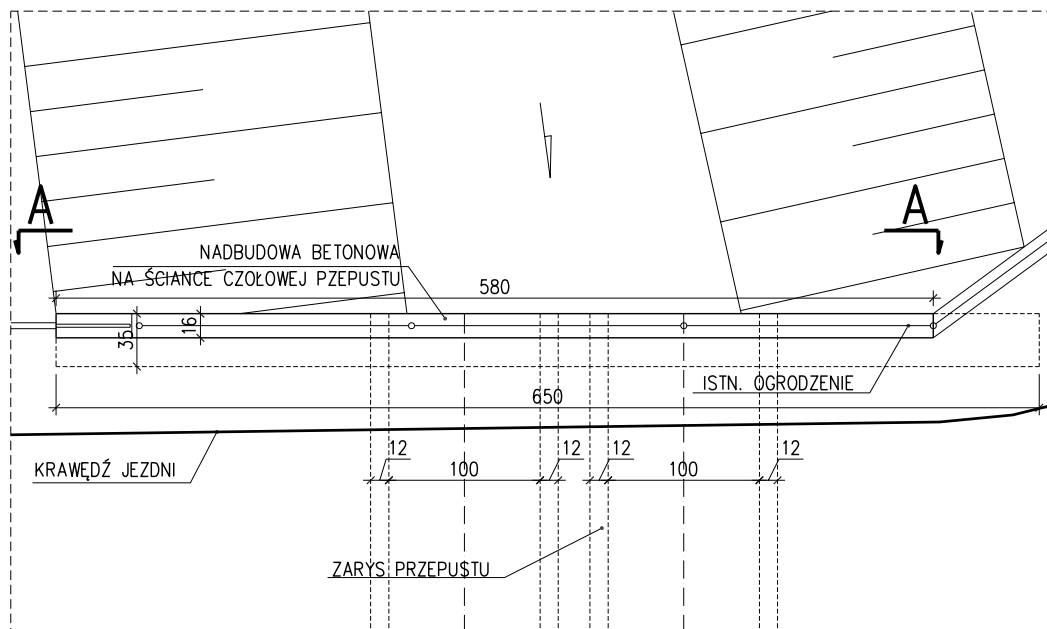 A
A
NADBUDOWA BETONOWA
NA ŚCIANCE CZOŁOWEJ PZEPUSTU
580
35
16
ISTN. OGRODZENIE
650
KRAWĘDŹ JEZDNI
12
100
12
12
100
12
ZARYS PRZEPUSTU